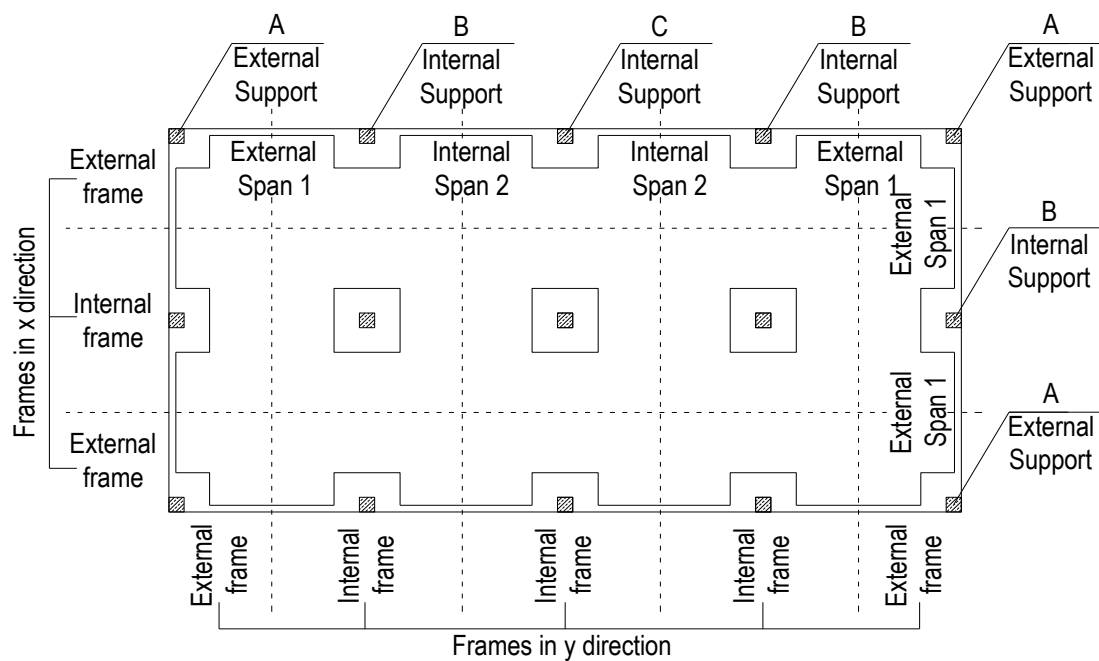 A
External
Support
B
Internal
Support
C
Internal
Support
B
Internal
Support
A
External
Support
External
frame
External
Span 1
Internal
Span 2
Internal
Span 2
External
Span 1
External
Span 1
B
Internal
Support
Frames in x direction
Internal
frame
External
Span 1
A
External
Support
External
frame
External
frame
Internal
frame
Internal
frame
Internal
frame
External
frame
Frames in y direction